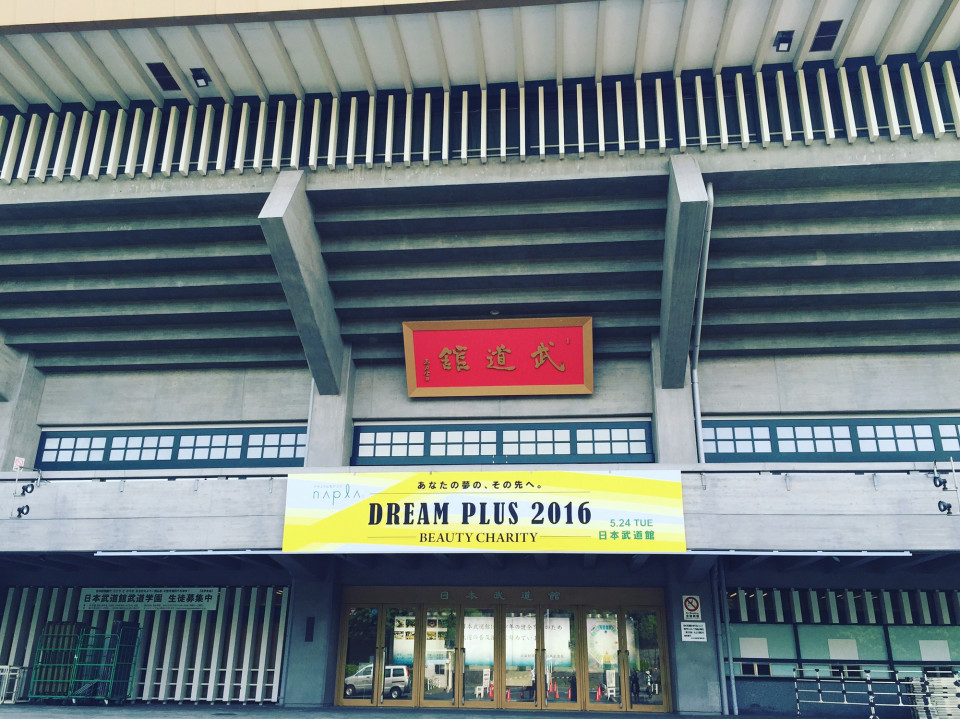 武道館
あなたの夢の、その先へ。
napla
DREAM PLUS 2016
BEAUTY CHARITY
5.24 TUE
日本武道館
日本武道館武道学園 生徒募集中
日本武道館